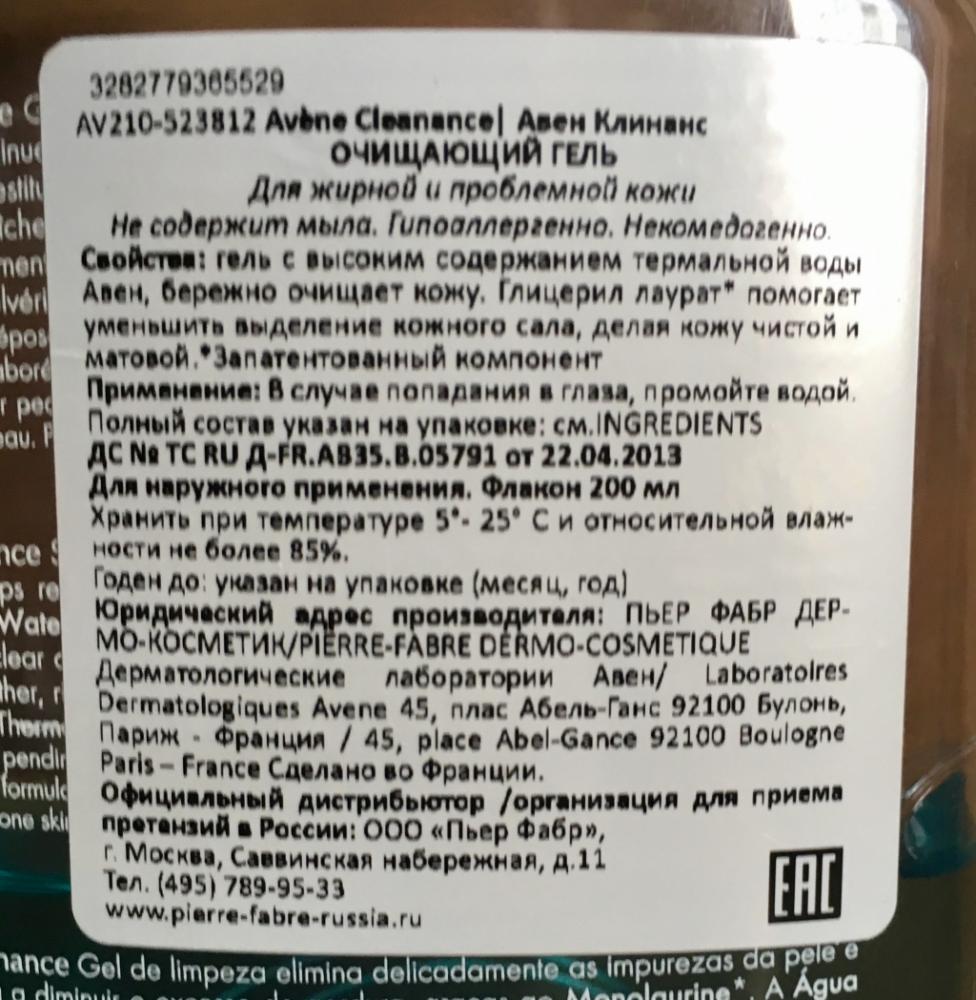 3282779365529
AV210-523812 Avène Cleanance| Авен Клинанс
ОЧИЩАЮЩИЙ ГЕЛЬ
Для жирной и проблемной кожи
Не содержит мыла. Гипоаллергенно. Некомедогенно.
Свойства: гель с высоким содержанием термальной воды
Авен, бережно очищает кожу. Глицерил лаурат* помогает
уменьшить выделение кожного сала, делая кожу чистой и
матовой.*Запатентованный компонент
Применение: В случае попадания в глаза, промойте водой.
Полный состав указан на упаковке: см.INGREDIENTS
ДС № ТС RU Д-FR.АВ35.В.05791 от 22.04.2013
Для наружного применения. Флакон 200 мл
Хранить при температуре 5°- 25° С и относительной влаж-
ности не более 85%.
Годен до: указан на упаковке (месяц, год)
Юридический адрес производителя: ПЬЕР ФАБР ДЕР-
МО-КОСМЕТИК/PIERRE-FABRE DERMO-COSMETIQUE
Дерматологические лаборатории Авен/ Laboratoires
Dermatologiques Avene 45, плас Абель-Ганс 92100 Булонь,
Париж - Франция / 45, place Abel-Gance 92100 Boulogne
Paris – France Сделано во Франции.
Официальный дистрибьютор /организация для приема
претензий в России: ООО «Пьер Фабр»,
г. Москва, Саввинская набережная, д.11
Тел. (495) 789-95-33
www.pierre-fabre-russia.ru
EAC
Gel de limpeza elimina delicadamente as impurezas da pele e
Monolaurine*. A Água